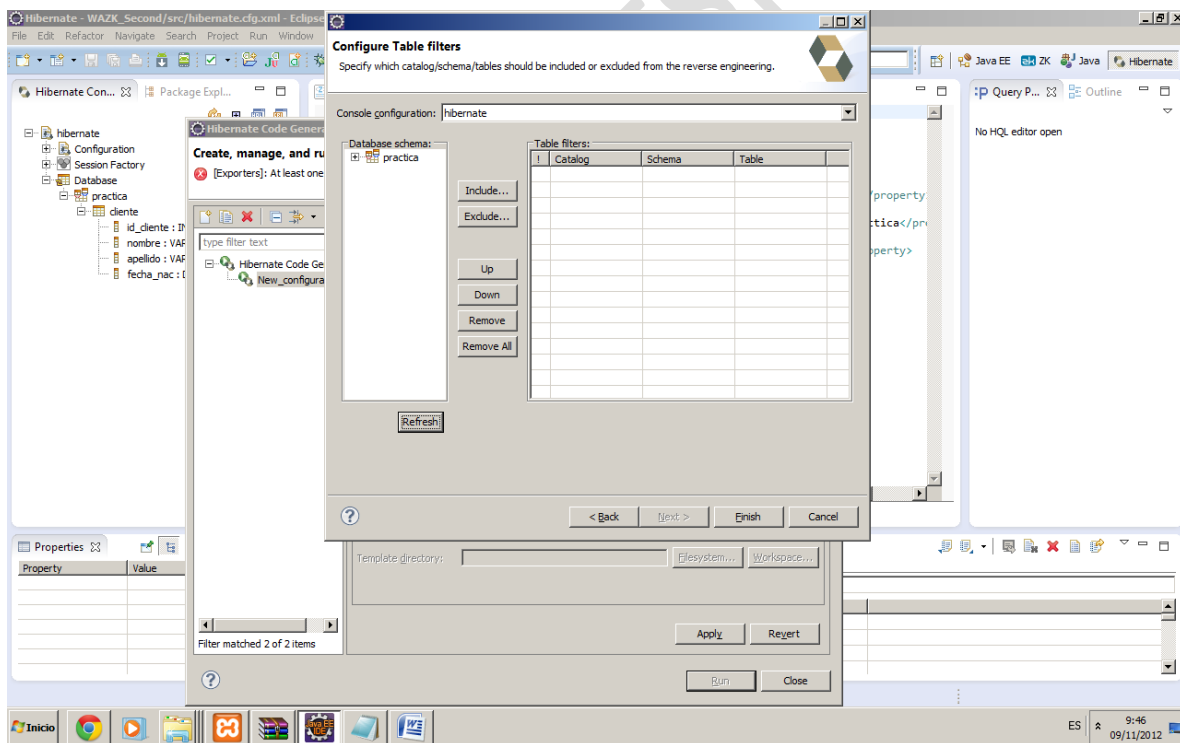 Hibernate - WAZK_Second/src/hibernate.cfg.xml - Eclipse
File Edit Refactor Navigate Search Project Run Window
Java EE ZK Java Hibernate
Hibernate Con... Package Expl...
Query P... Outline
No HQL editor open
hibernate
Configuration
Session Factory
Database
practica
cliente
id_cliente : IN
nombre : VAR
apellido : VAR
fecha_nac : D
Hibernate Code Genera
Create, manage, and ru
[Exporters]: At least one
type filter text
Hibernate Code Ge
New_configura
Filter matched 2 of 2 items
Configure Table filters
Specify which catalog/schema/tables should be included or excluded from the reverse engineering.
Console configuration: hibernate
Database schema:
practica
Table filters:
! Catalog Schema Table
Include...
Exclude...
Up
Down
Remove
Remove All
Refresh
< Back Next > Finish Cancel
/property
ctica</pro
operty>
Template directory: Filesystem... Workspace...
Apply Revert
Run Close
Properties
Property Value
Inicio
Java EE IDE
ES 9:46
09/11/2012